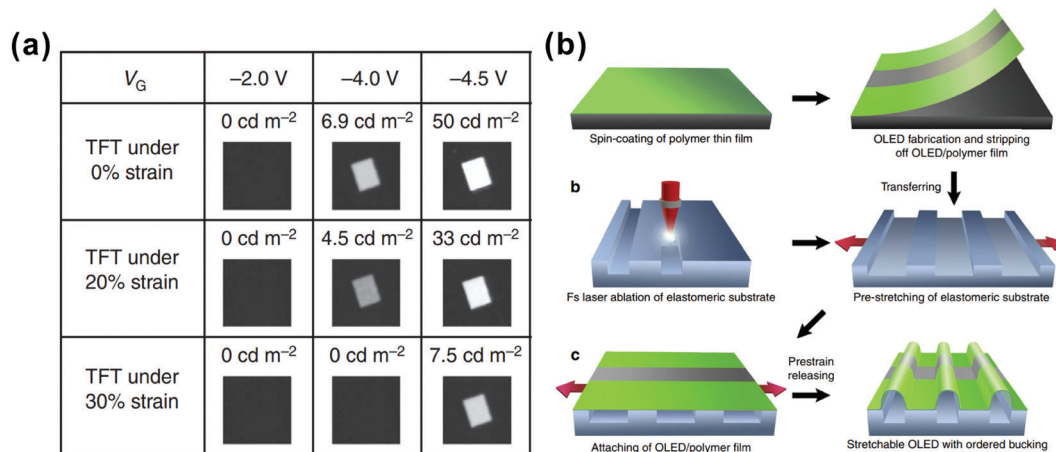 (a)
V_G
–2.0 V
–4.0 V
–4.5 V
TFT under
0% strain
0 cd m⁻²
6.9 cd m⁻²
50 cd m⁻²
TFT under
20% strain
0 cd m⁻²
4.5 cd m⁻²
33 cd m⁻²
TFT under
30% strain
0 cd m⁻²
0 cd m⁻²
7.5 cd m⁻²
(b)
Spin-coating of polymer thin film
OLED fabrication and stripping
off OLED/polymer film
Transferring
b
Fs laser ablation of elastomeric substrate
Pre-stretching of elastomeric substrate
c
Prestrain
releasing
Attaching of OLED/polymer film
Stretchable OLED with ordered bucking